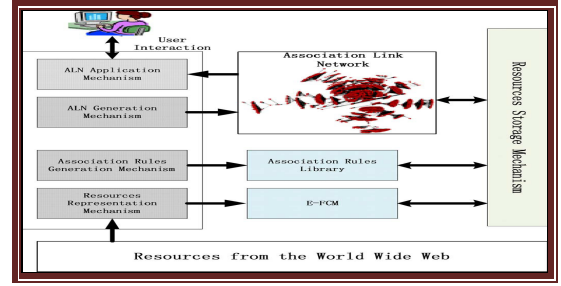 User
Interaction
ALN Application
Mechanism
Association Link
Network
ALN Generation
Mechanism
Association Rules
Generation Mechanism
Association Rules
Library
Resources
Representation
Mechanism
E-FCM
Resources Storage Mechanism
Resources from the World Wide Web